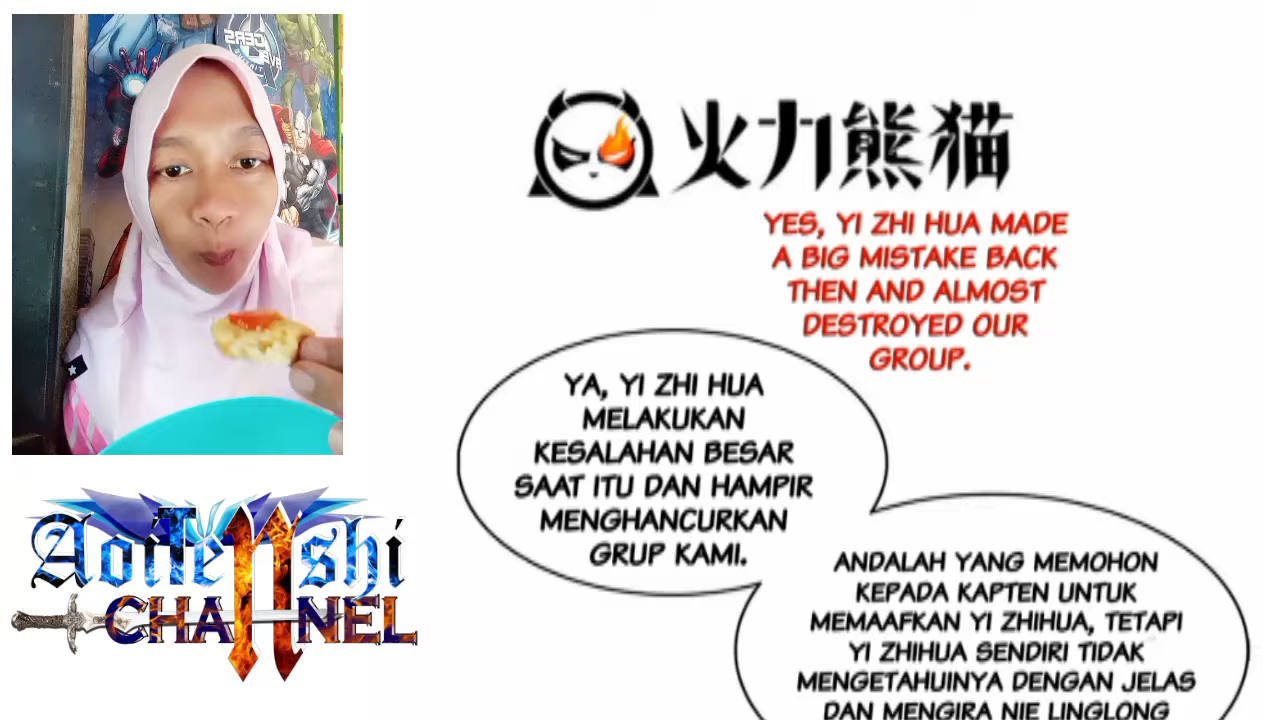 火力熊猫
YES, YI ZHI HUA MADE
A BIG MISTAKE BACK
THEN AND ALMOST
DESTROYED OUR
GROUP.
YA, YI ZHI HUA
MELAKUKAN
KESALAHAN BESAR
SAAT ITU DAN HAMPIR
MENGHANCURKAN
GRUP KAMI.
ANDALAH YANG MEMOHON
KEPADA KAPTEN UNTUK
MEMAAFKAN YI ZHIHUA, TETAPI
YI ZHIHUA SENDIRI TIDAK
MENGETAHUINYA DENGAN JELAS
DAN MENGIRA NIE LINGLONG
AoiTenshi
CHANNEL